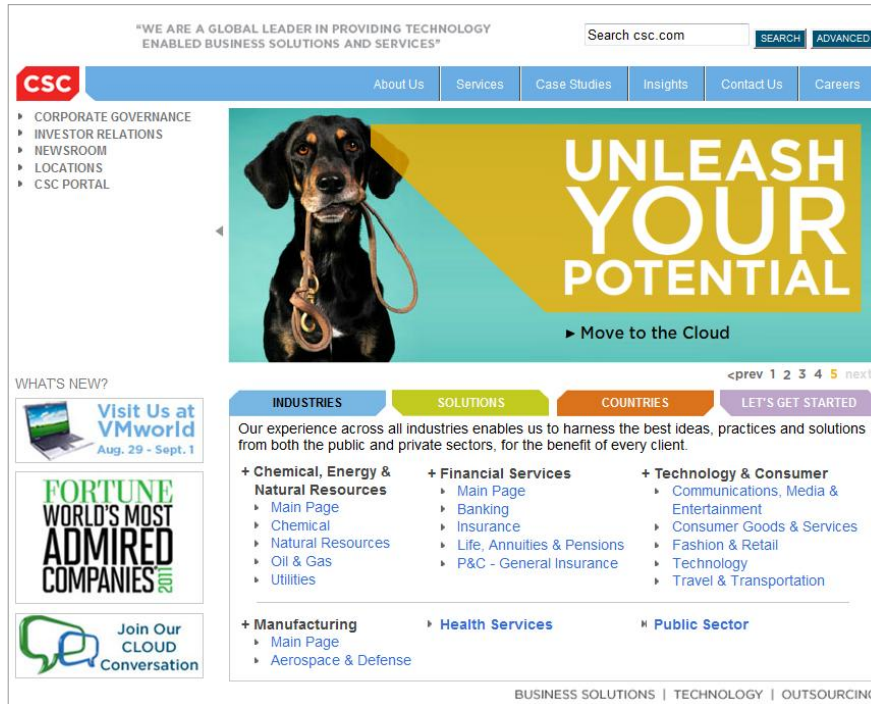 "WE ARE A GLOBAL LEADER IN PROVIDING TECHNOLOGY
ENABLED BUSINESS SOLUTIONS AND SERVICES"
Search csc.com
SEARCH
ADVANCED
CSC
About Us
Services
Case Studies
Insights
Contact Us
Careers
CORPORATE GOVERNANCE
INVESTOR RELATIONS
NEWSROOM
LOCATIONS
CSC PORTAL
UNLEASH
YOUR
POTENTIAL
Move to the Cloud
<prev 1 2 3 4 5 next
WHAT'S NEW?
Visit Us at
VMworld
Aug. 29 - Sept. 1
FORTUNE
WORLD'S MOST
ADMIRED
COMPANIES 2011
Join Our
CLOUD
Conversation
INDUSTRIES
SOLUTIONS
COUNTRIES
LET'S GET STARTED
Our experience across all industries enables us to harness the best ideas, practices and solutions
from both the public and private sectors, for the benefit of every client.
+ Chemical, Energy &
Natural Resources
Main Page
Chemical
Natural Resources
Oil & Gas
Utilities
+ Financial Services
Main Page
Banking
Insurance
Life, Annuities & Pensions
P&C - General Insurance
+ Technology & Consumer
Communications, Media &
Entertainment
Consumer Goods & Services
Fashion & Retail
Technology
Travel & Transportation
+ Manufacturing
Main Page
Aerospace & Defense
Health Services
Public Sector
BUSINESS SOLUTIONS | TECHNOLOGY | OUTSOURCING